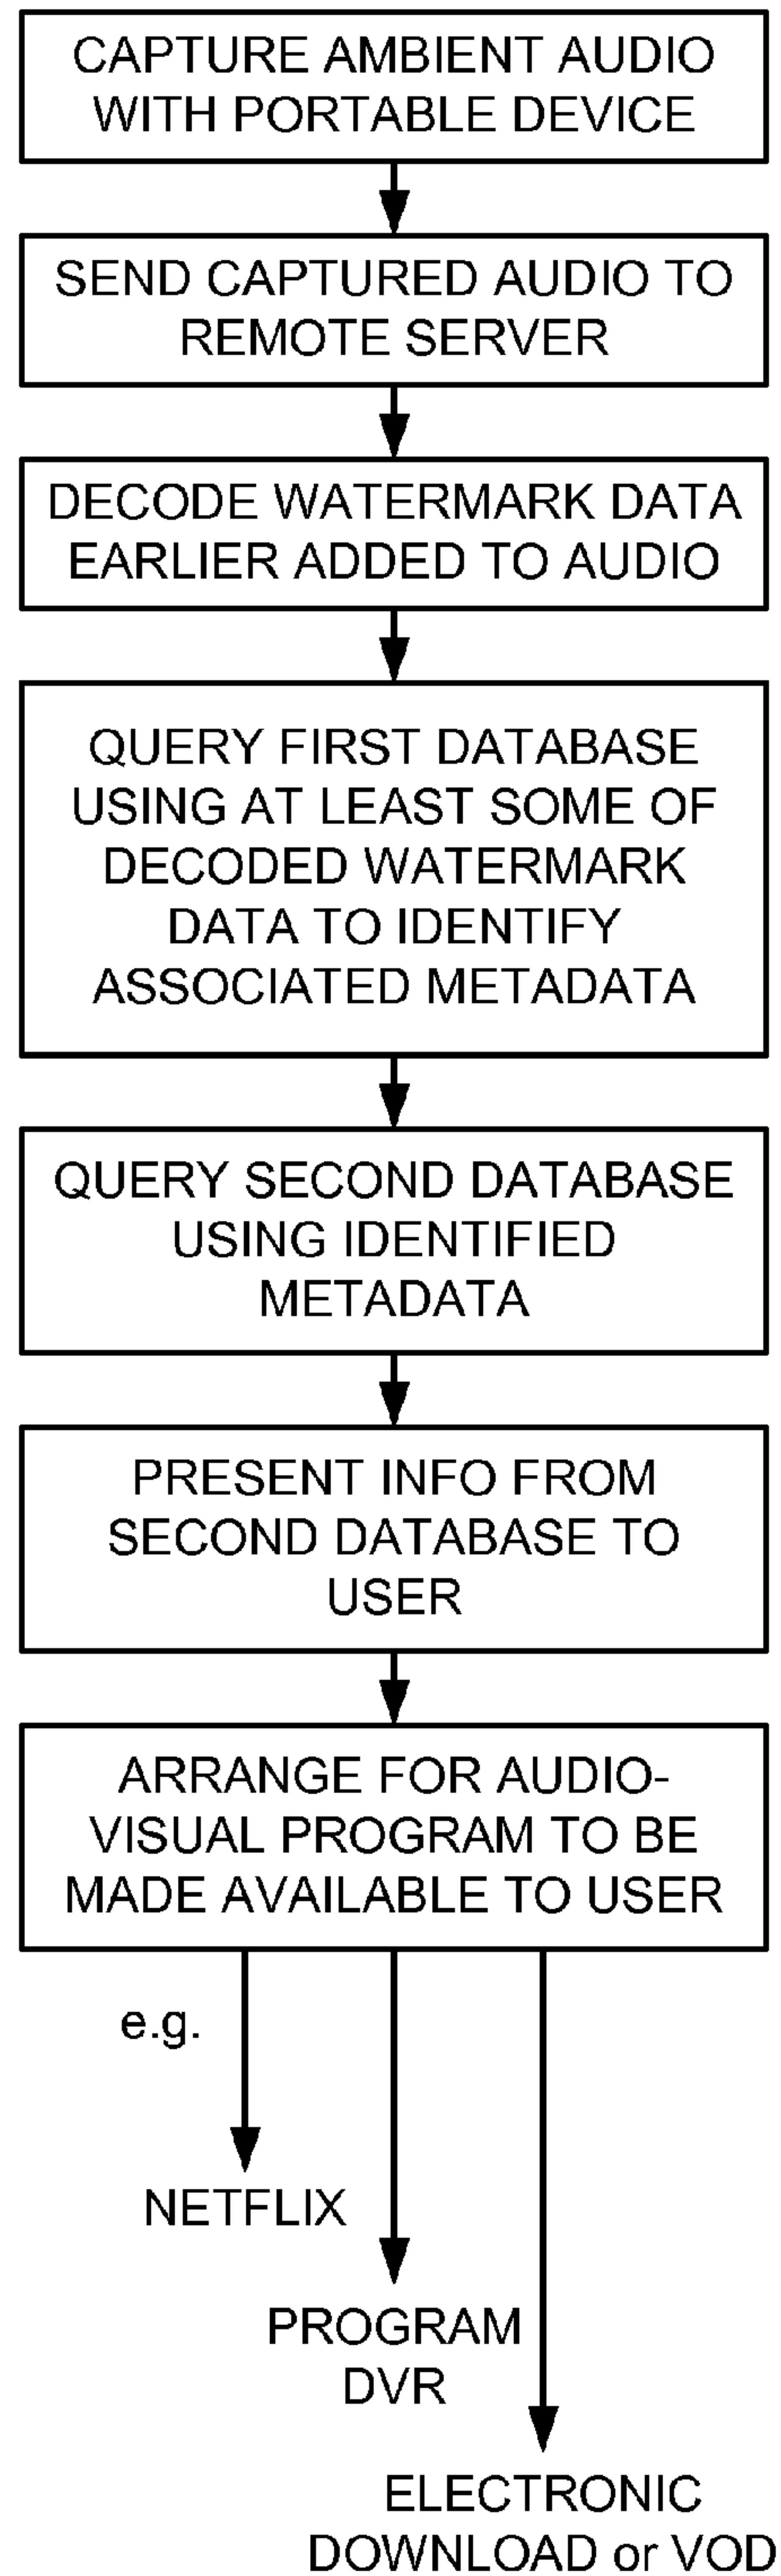 CAPTURE AMBIENT AUDIO
WITH PORTABLE DEVICE
SEND CAPTURED AUDIO TO
REMOTE SERVER
DECODE WATERMARK DATA
EARLIER ADDED TO AUDIO
QUERY FIRST DATABASE
USING AT LEAST SOME OF
DECODED WATERMARK
DATA TO IDENTIFY
ASSOCIATED METADATA
QUERY SECOND DATABASE
USING IDENTIFIED
METADATA
PRESENT INFO FROM
SECOND DATABASE TO
USER
ARRANGE FOR AUDIO-
VISUAL PROGRAM TO BE
MADE AVAILABLE TO USER
e.g.
NETFLIX
PROGRAM
DVR
ELECTRONIC
DOWNLOAD or VOD